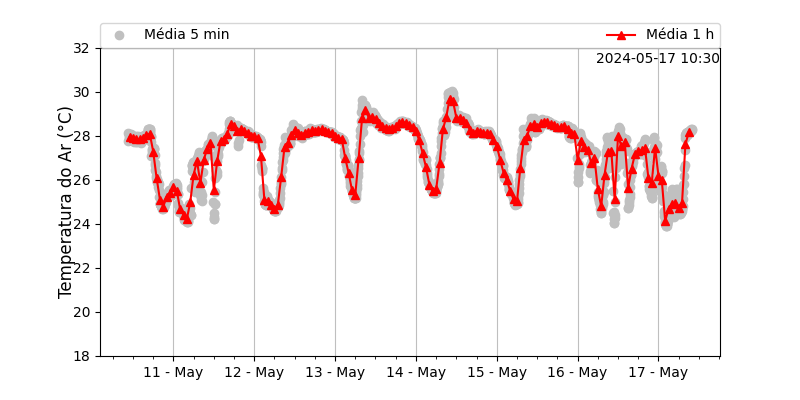 Média 5 min
Média 1 h
2024-05-17 10:30
Temperatura do Ar (°C)
32
30
28
26
24
22
20
18
11 - May
12 - May
13 - May
14 - May
15 - May
16 - May
17 - May